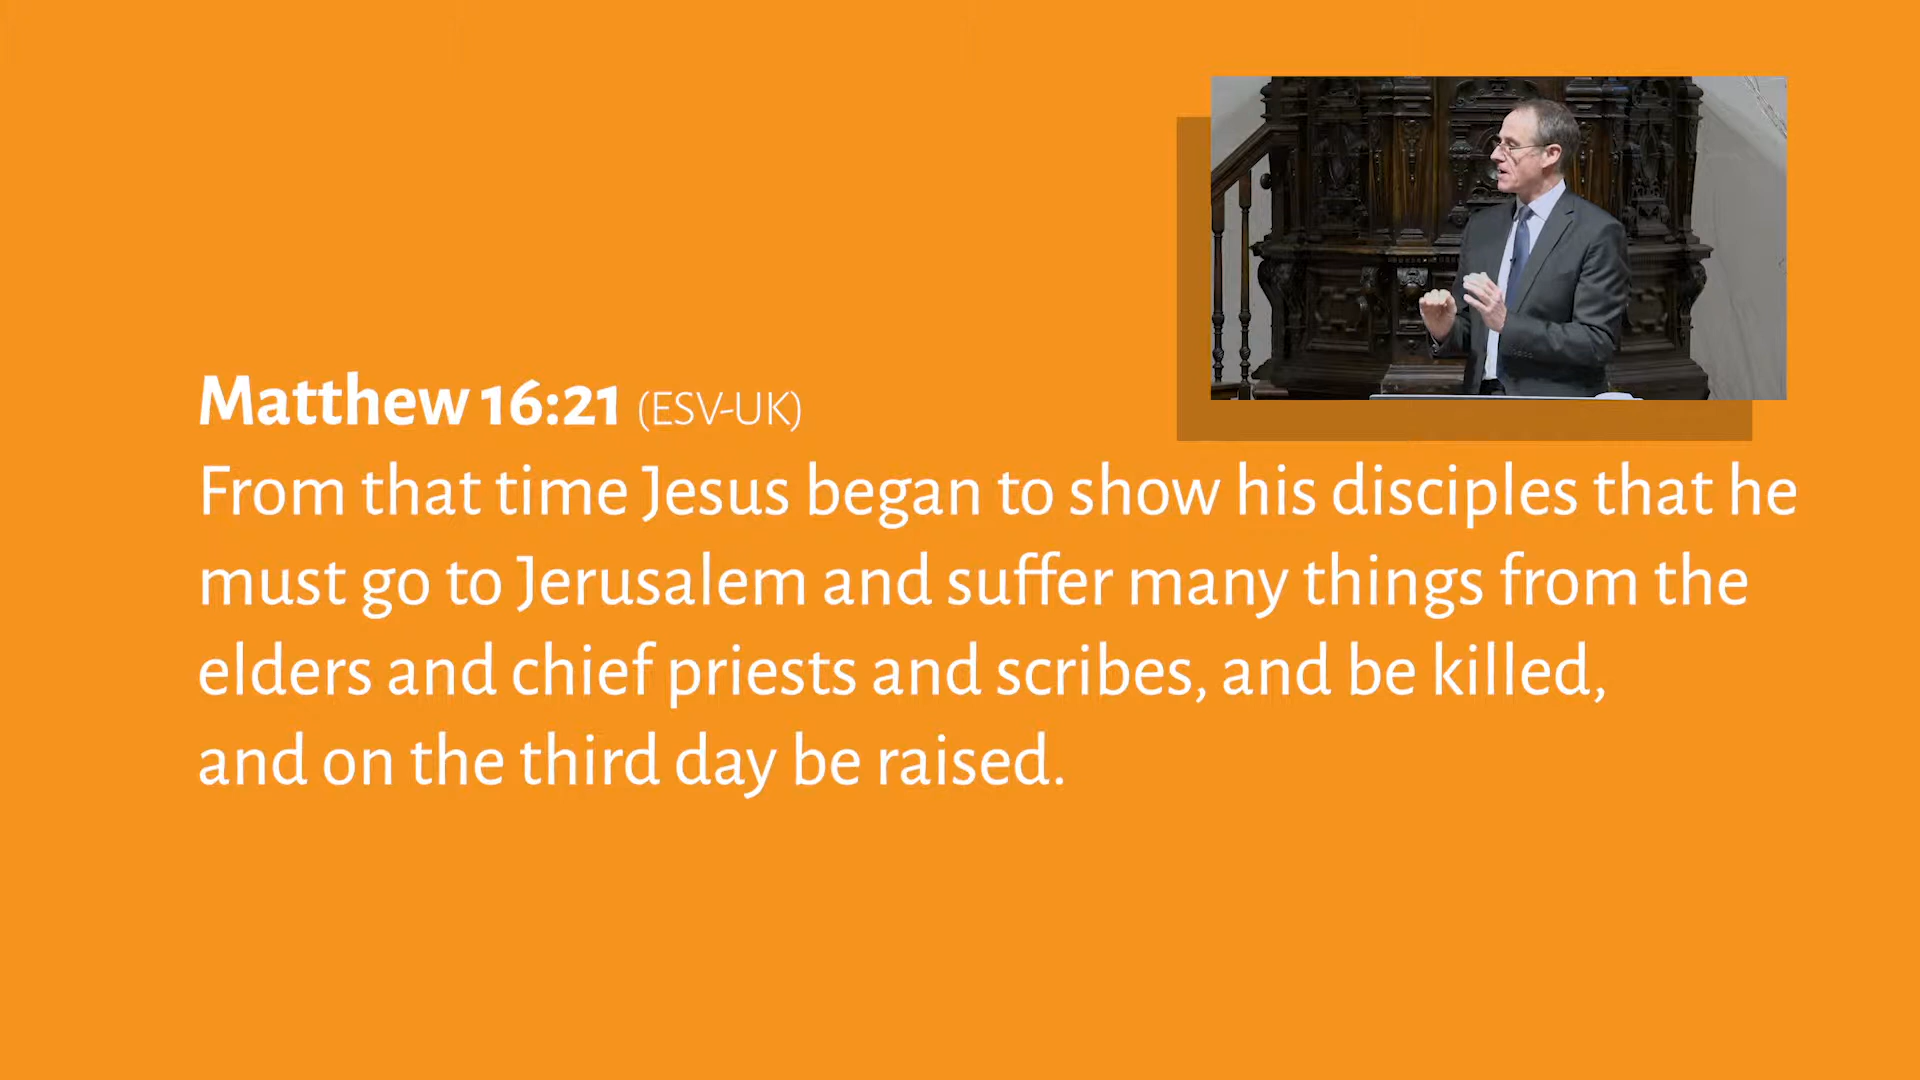 Matthew 16:21 (ESV-UK)
From that time Jesus began to show his disciples that he
must go to Jerusalem and suffer many things from the
elders and chief priests and scribes, and be killed,
and on the third day be raised.